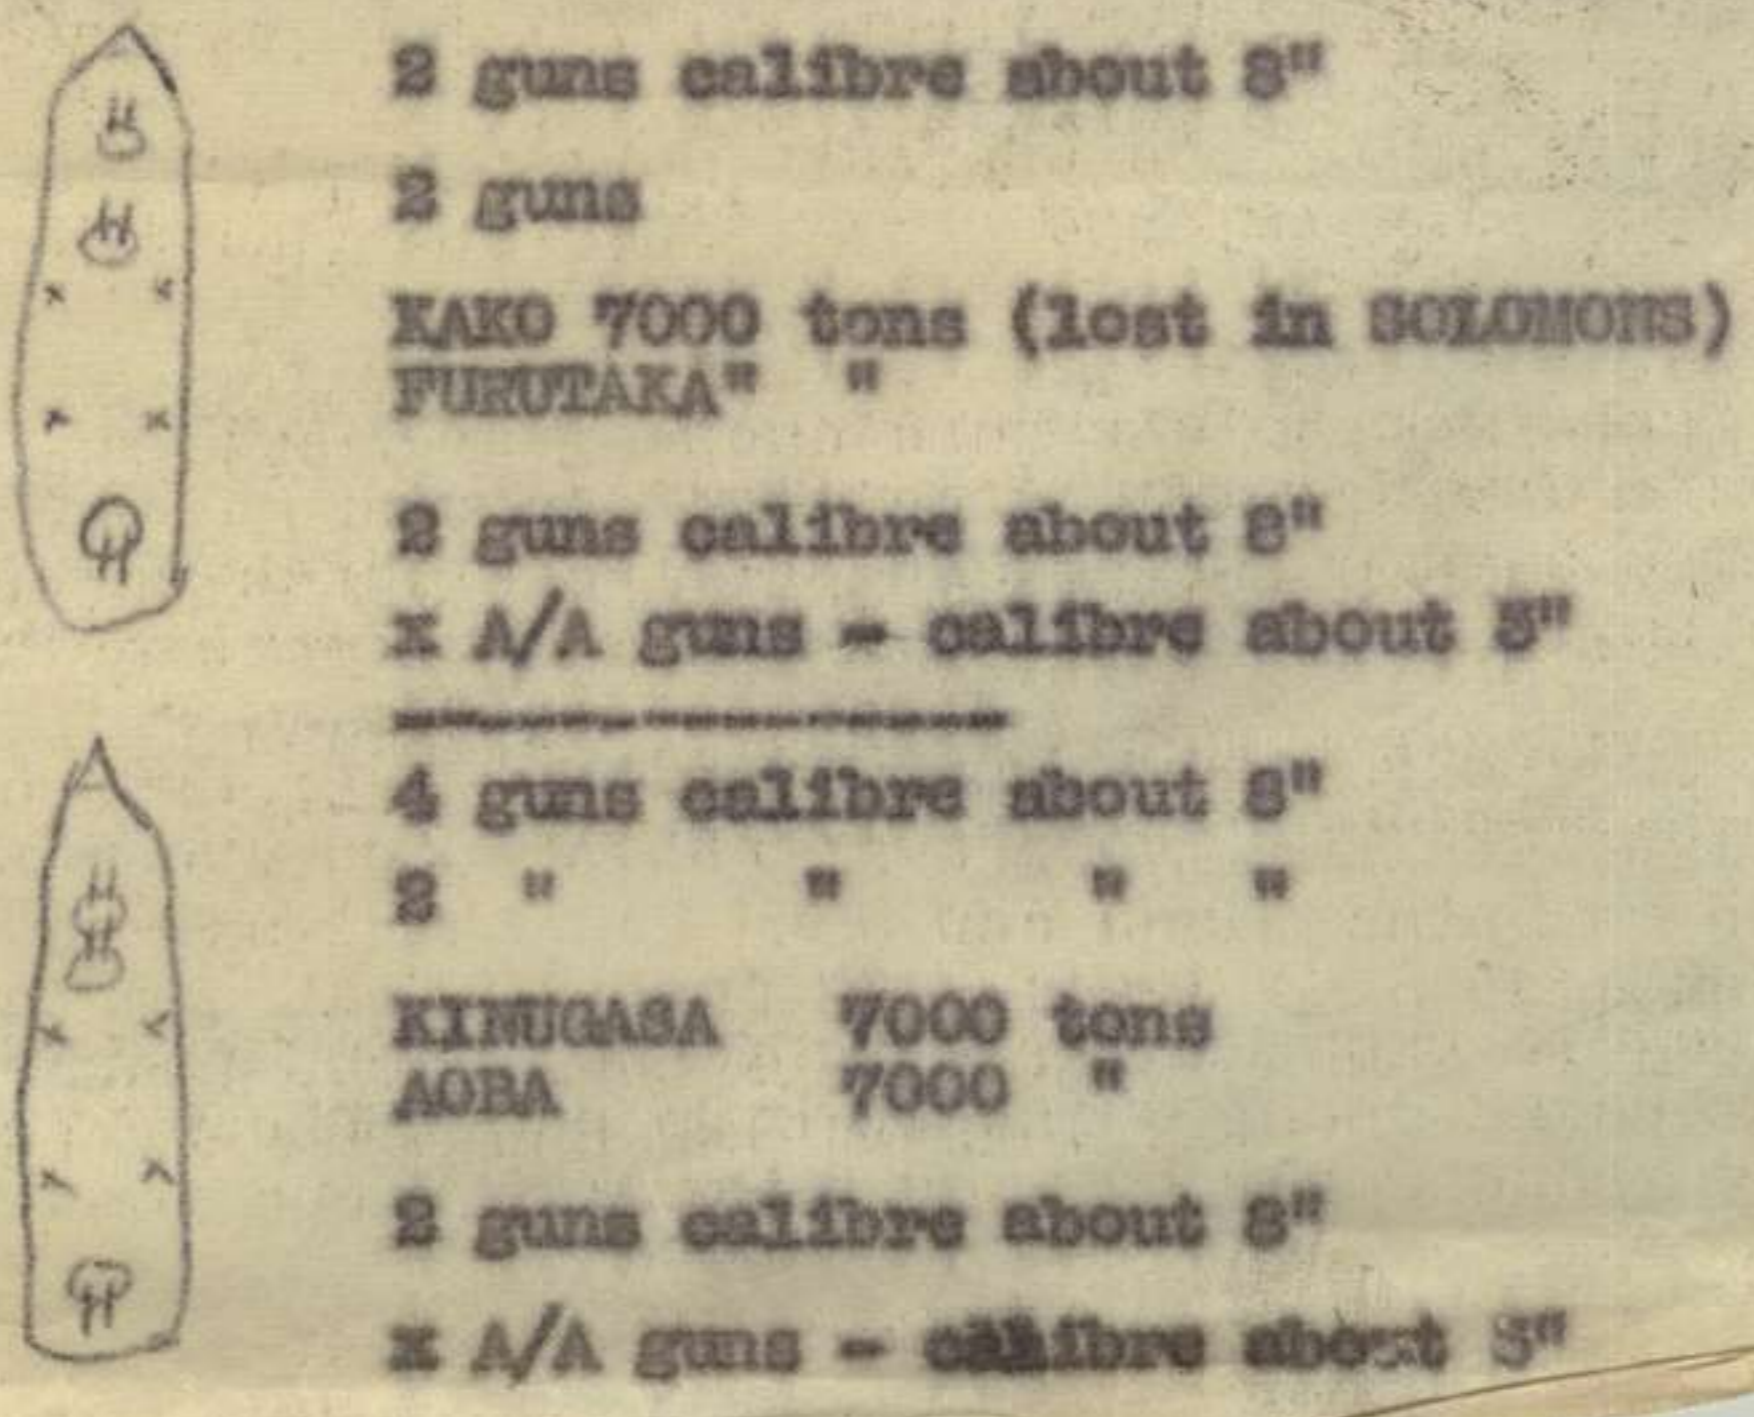 2 guns calibre about 8"
2 guns
KAKO 7000 tons (lost in SOLOMONS)
FURUTAKA" "
2 guns calibre about 8"
x A/A guns - calibre about 5"
4 guns calibre about 8"
2 " " " "
KINUGASA 7000 tons
AOBA 7000 "
2 guns calibre about 8"
x A/A guns - calibre about 5"